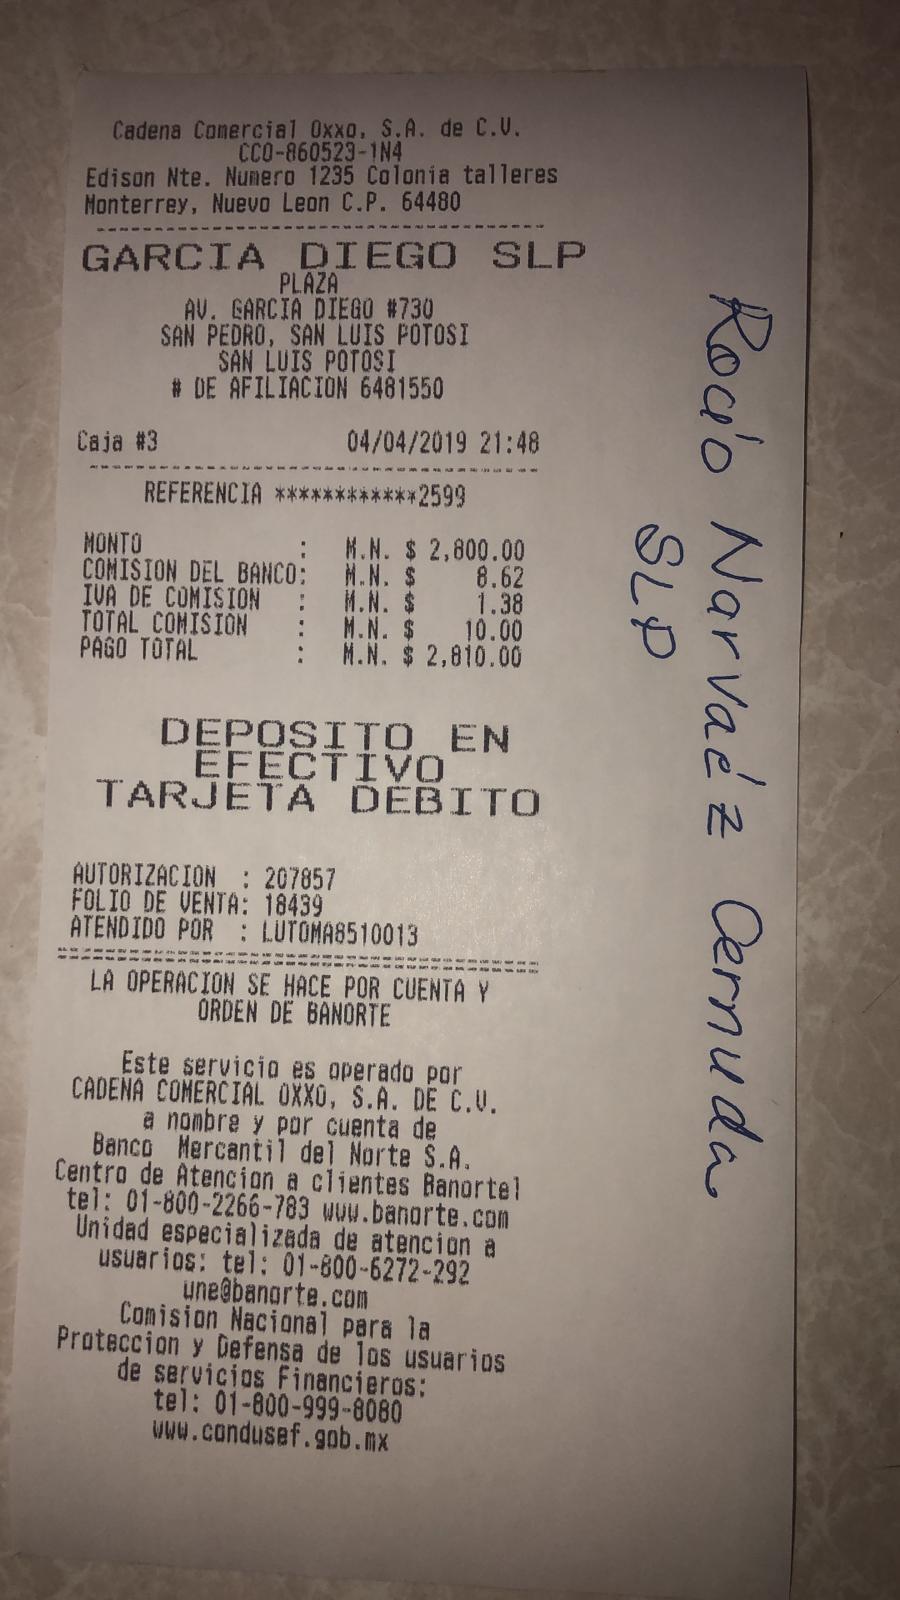 Cadena Comercial Oxxo, S.A. de C.V.
CCO-860523-1N4
Edison Nte. Numero 1235 Colonia talleres
Monterrey, Nuevo Leon C.P. 64480
GARCIA DIEGO SLP
PLAZA
AV. GARCIA DIEGO #730
SAN PEDRO, SAN LUIS POTOSI
SAN LUIS POTOSI
# DE AFILIACION 6481550
Caja #3 04/04/2019 21:48
REFERENCIA ************2599
MONTO : M.N. $ 2,800.00
COMISION DEL BANCO: M.N. $ 8.62
IVA DE COMISION : M.N. $ 1.38
TOTAL COMISION : M.N. $ 10.00
PAGO TOTAL : M.N. $ 2,810.00
DEPOSITO EN
EFECTIVO
TARJETA DEBITO
AUTORIZACION : 207857
FOLIO DE VENTA: 18439
ATENDIDO POR : LUTOMA8510013
LA OPERACION SE HACE POR CUENTA Y
ORDEN DE BANORTE
Este servicio es operado por
CADENA COMERCIAL OXXO, S.A. DE C.V.
a nombre y por cuenta de
Banco Mercantil del Norte S.A.
Centro de Atencion a clientes Banortel
tel: 01-800-2266-783 www.banorte.com
Unidad especializada de atencion a
usuarios: tel: 01-800-6272-292
une@banorte.com
Comision Nacional para la
Proteccion y Defensa de los usuarios
de servicios Financieros:
tel: 01-800-999-8080
www.condusef.gob.mx
Rocío Narvaéz Cernuda
SLP